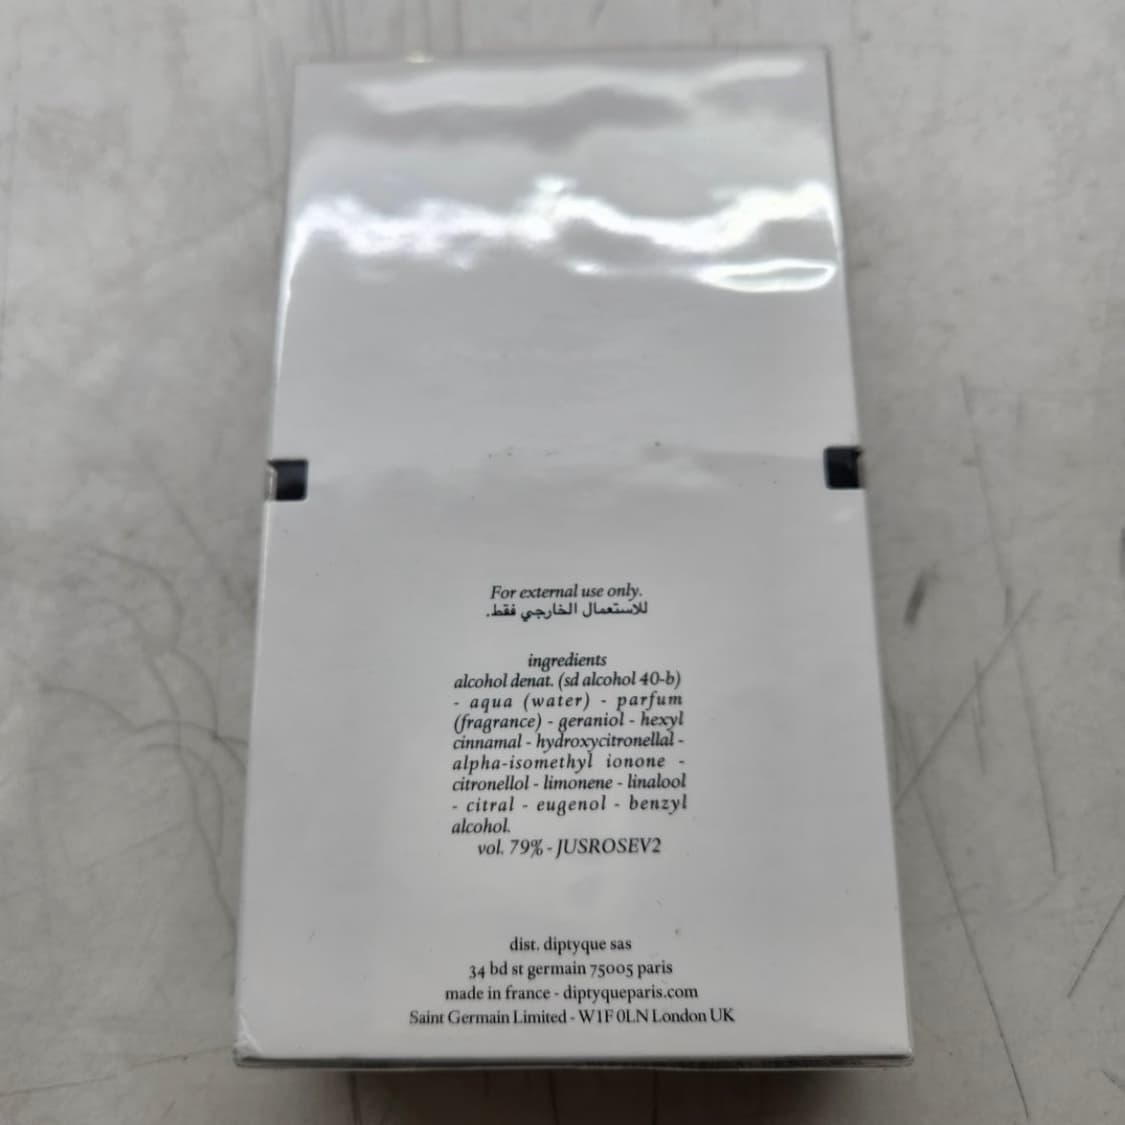 For external use only.
للاستعمال الخارجي فقط.
ingredients
alcohol denat. (sd alcohol 40-b)
- aqua (water) - parfum
(fragrance) - geraniol - hexyl
cinnamal - hydroxycitronellal -
alpha-isomethyl ionone -
citronellol - limonene - linalool
- citral - eugenol - benzyl
alcohol.
vol. 79% - JUSROSEV2
dist. diptyque sas
34 bd st germain 75005 paris
made in france - diptyqueparis.com
Saint Germain Limited - W1F 0LN London UK